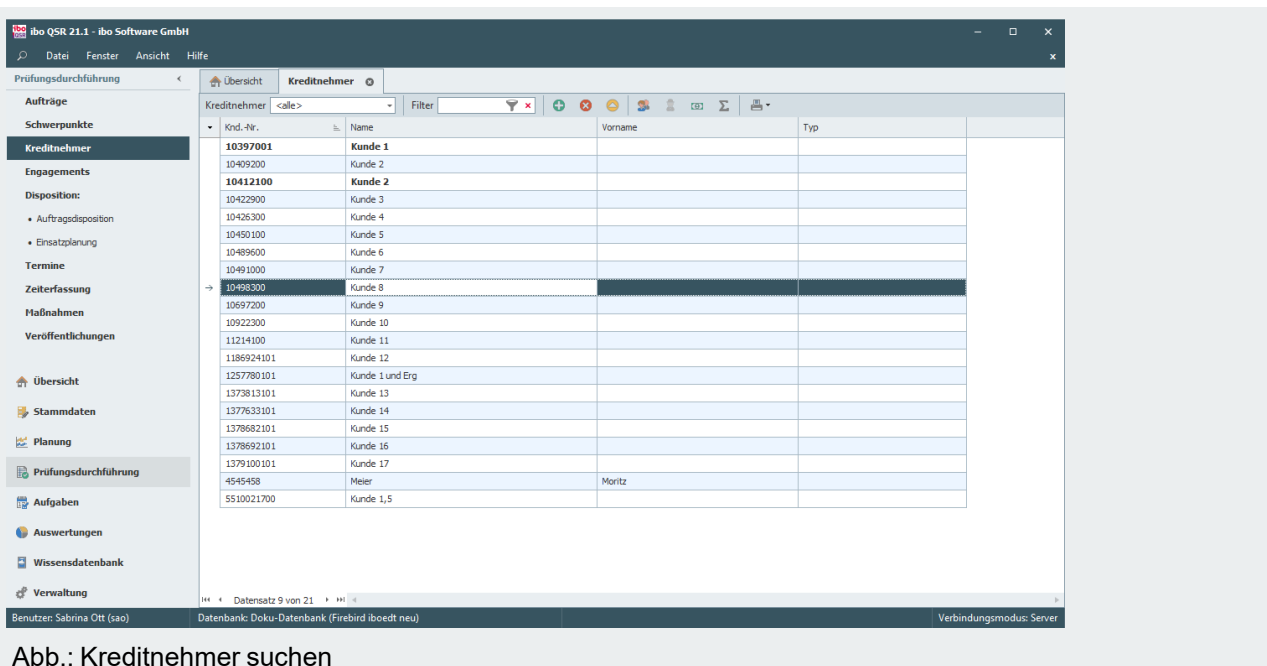 ibo QSR 21.1 - ibo Software GmbH
Datei Fenster Ansicht Hilfe
Prüfungsdurchführung
Aufträge
Schwerpunkte
Kreditnehmer
Engagements
Disposition:
• Auftragsdisposition
• Einsatzplanung
Termine
Zeiterfassung
Maßnahmen
Veröffentlichungen
Übersicht
Stammdaten
Planung
Prüfungsdurchführung
Aufgaben
Auswertungen
Wissensdatenbank
Verwaltung
Übersicht Kreditnehmer
Kreditnehmer <alle> Filter
Knd.-Nr. Name Vorname Typ
10397001 Kunde 1
10409200 Kunde 2
10412100 Kunde 2
10422900 Kunde 3
10426300 Kunde 4
10450100 Kunde 5
10489600 Kunde 6
10491000 Kunde 7
10498300 Kunde 8
10697200 Kunde 9
10922300 Kunde 10
11214100 Kunde 11
1186924101 Kunde 12
1257780101 Kunde 1 und Erg
1373813101 Kunde 13
1377633101 Kunde 14
1378682101 Kunde 15
1378692101 Kunde 16
1379100101 Kunde 17
4545458 Meier Moritz
5510021700 Kunde 1,5
Datensatz 9 von 21
Benutzer: Sabrina Ott (sao) Datenbank: Doku-Datenbank (Firebird iboedt neu) Verbindungsmodus: Server
Abb.: Kreditnehmer suchen